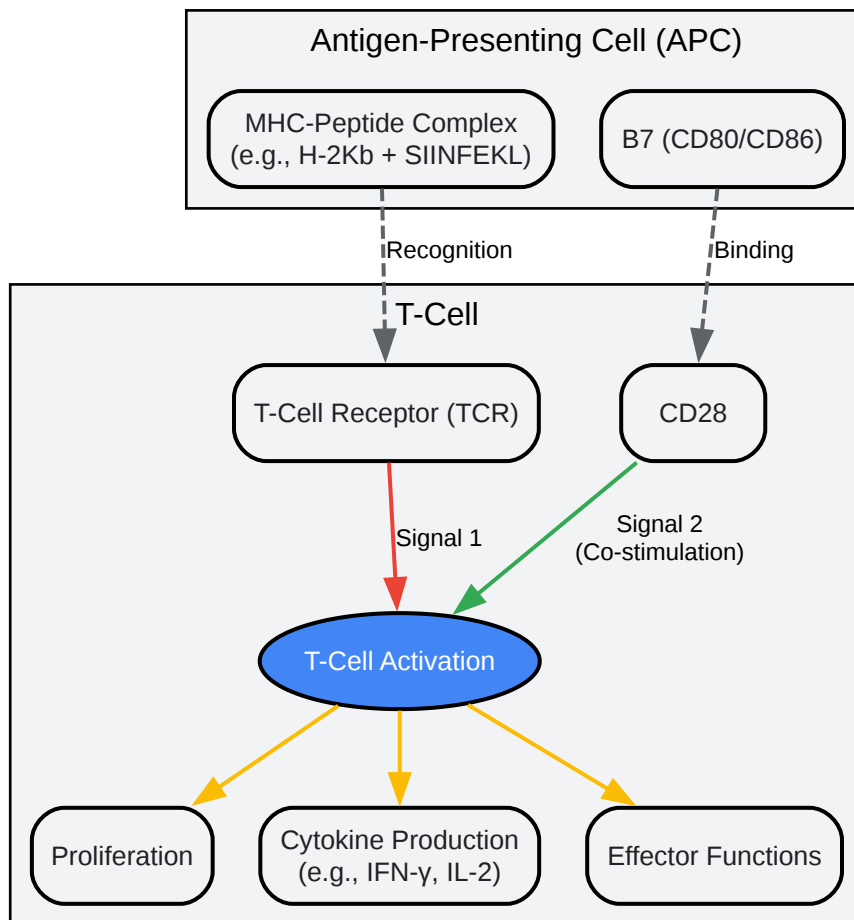 Antigen-Presenting Cell (APC)
MHC-Peptide Complex
(e.g., H-2Kb + SIINFEKL)
B7 (CD80/CD86)
Recognition
Binding
T-Cell
T-Cell Receptor (TCR)
CD28
Signal 1
Signal 2
(Co-stimulation)
T-Cell Activation
Proliferation
Cytokine Production
(e.g., IFN-γ, IL-2)
Effector Functions